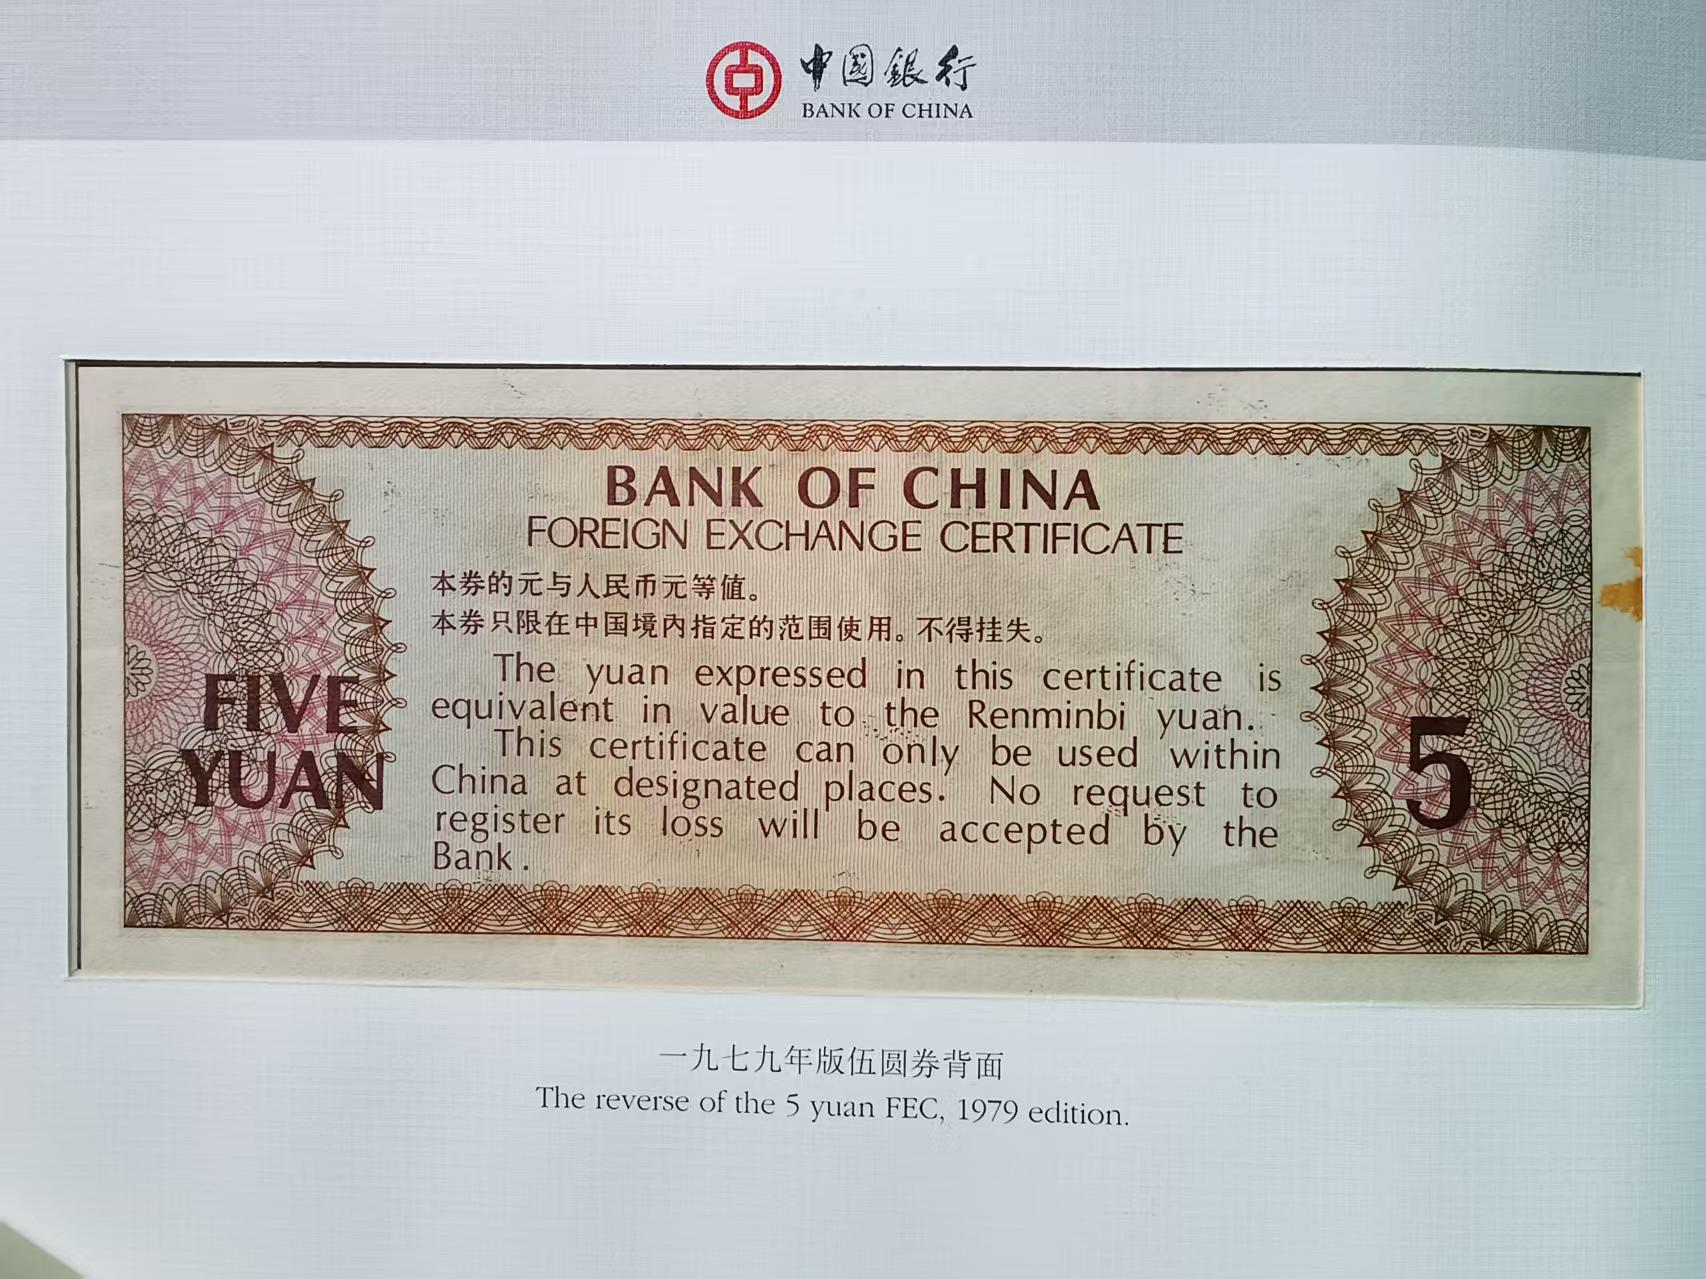 中國銀行
BANK OF CHINA
BANK OF CHINA
FOREIGN EXCHANGE CERTIFICATE
本券的元与人民币元等值。
本券只限在中国境内指定的范围使用。不得挂失。
The yuan expressed in this certificate is
equivalent in value to the Renminbi yuan.
This certificate can only be used within
China at designated places. No request to
register its loss will be accepted by the
Bank.
FIVE
YUAN
5
一九七九年版伍圆券背面
The reverse of the 5 yuan FEC, 1979 edition.